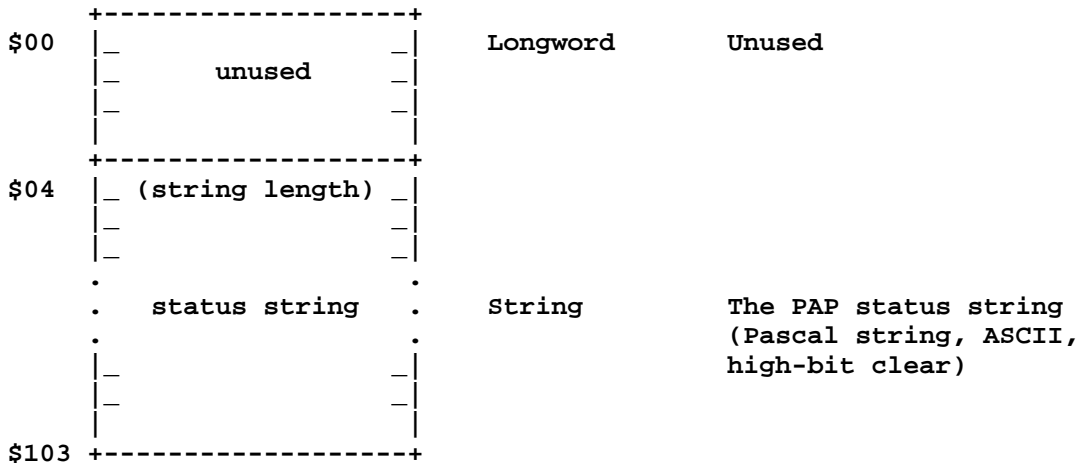 +--------------------+
$00 |_ _| Longword Unused
|_ unused _|
|_ _|
| |
+--------------------+
$04 |_ (string length) _|
|_ _|
|_ _|
. .
. status string . String The PAP status string
. . (Pascal string, ASCII,
|_ _| high-bit clear)
|_ _|
| |
$103 +--------------------+